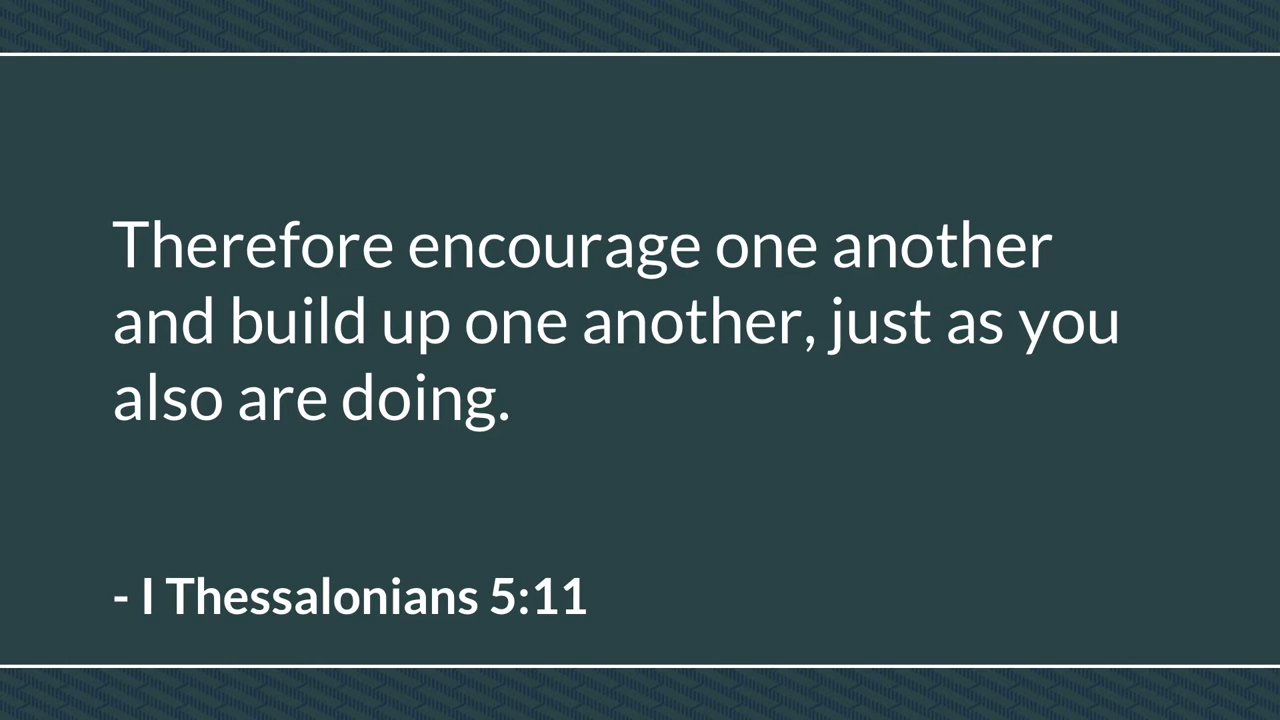 Therefore encourage one another
and build up one another, just as you
also are doing.
- I Thessalonians 5:11